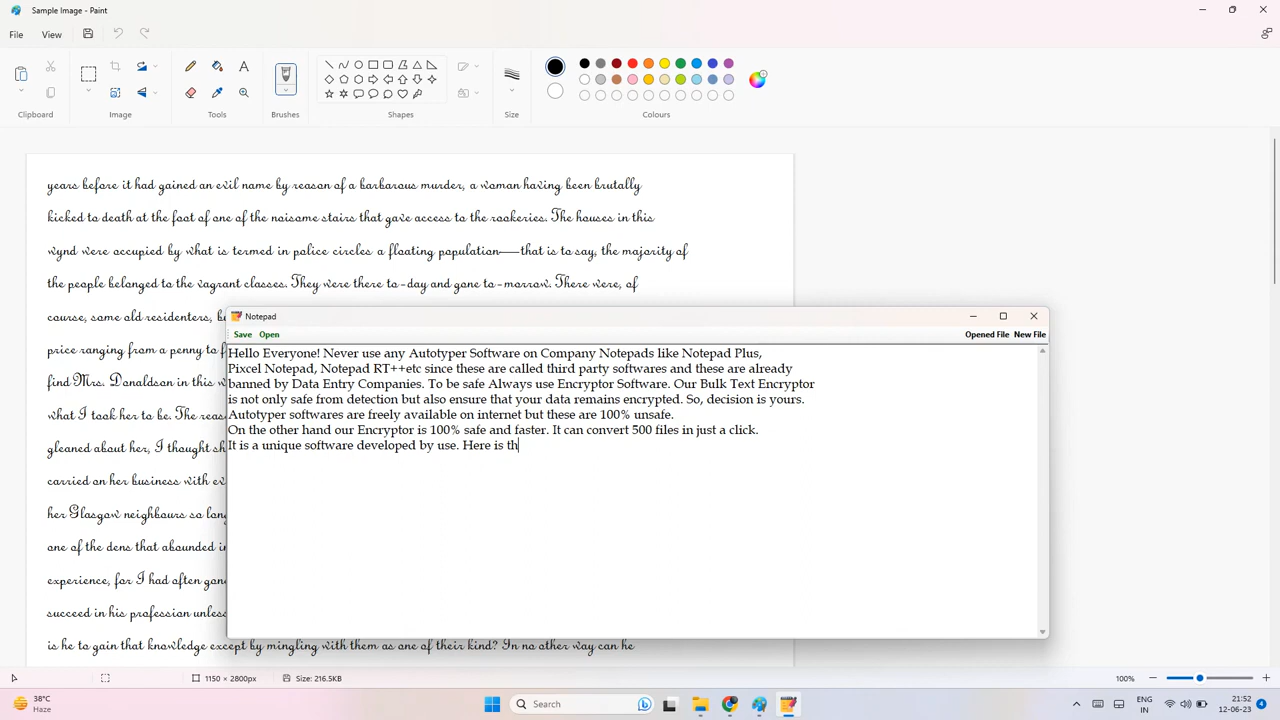 Sample Image - Paint
File
View
Clipboard
Image
Tools
Brushes
Shapes
Size
Colours
years before it had gained an evil name by reason of a barbarous murder, a woman having been brutally
kicked to death at the foot of one of the noisome stairs that gave access to the rookeries. The houses in this
wynd were occupied by what is termed in police circles a floating population—that is to say, the majority of
the people belonged to the vagrant classes. They were there to-day and gone to-morrow. There were, of
course, some old residenters,
price ranging from a penny to
find Mrs. Donaldson in this
what I took her to be. The
gleaned about her, I thought
carried on her business with
her Glasgow neighbours so
one of the dens that abounded
experience, for I had often
succeed in his profession
is he to gain that knowledge except by mingling with them as one of their kind? In no other way can he
Notepad
Save Open Opened File New File
Hello Everyone! Never use any Autotyper Software on Company Notepads like Notepad Plus,
Pixcel Notepad, Notepad RT++etc since these are called third party softwares and these are already
banned by Data Entry Companies. To be safe Always use Encryptor Software. Our Bulk Text Encryptor
is not only safe from detection but also ensure that your data remains encrypted. So, decision is yours.
Autotyper softwares are freely available on internet but these are 100% unsafe.
On the other hand our Encryptor is 100% safe and faster. It can convert 500 files in just a click.
It is a unique software developed by use. Here is th
1150 × 2800px
Size: 216.5KB
100%
38°C
Haze
Search
ENG
IN
21:52
12-06-23